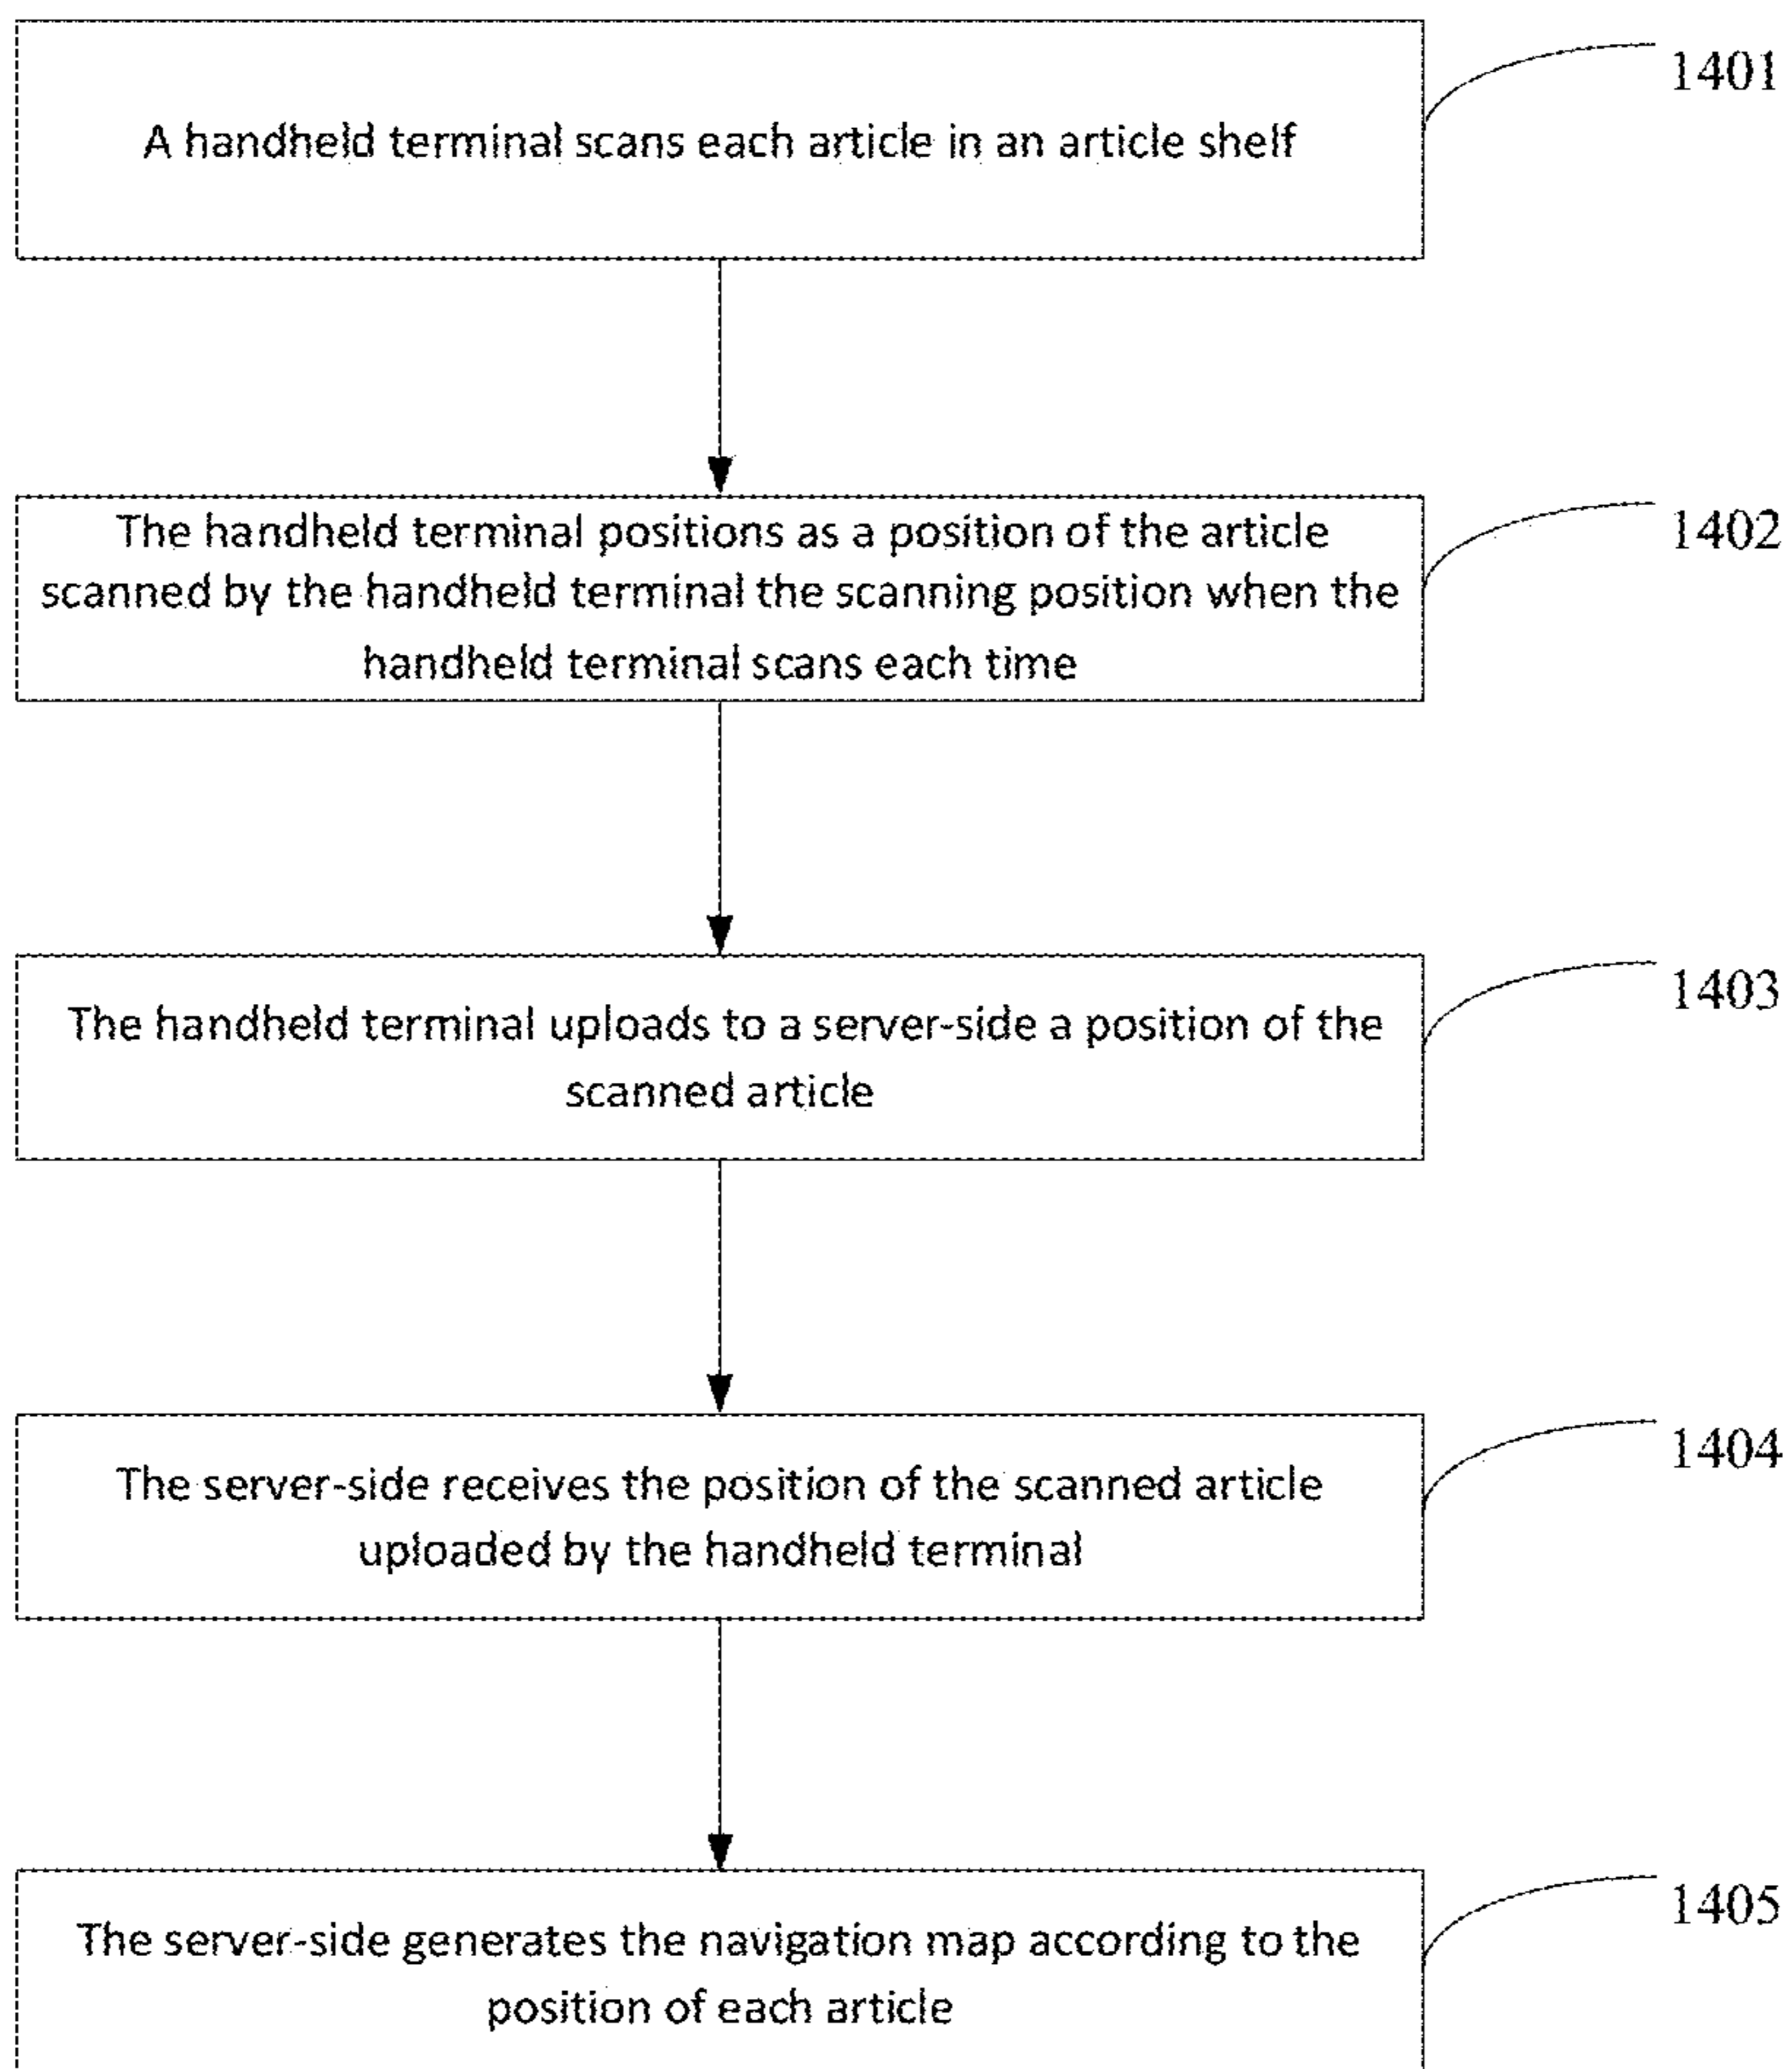 A handheld terminal scans each article in an article shelf
1401
The handheld terminal positions as a position of the article
scanned by the handheld terminal the scanning position when the
handheld terminal scans each time
1402
The handheld terminal uploads to a server-side a position of the
scanned article
1403
The server-side receives the position of the scanned article
uploaded by the handheld terminal
1404
The server-side generates the navigation map according to the
position of each article
1405